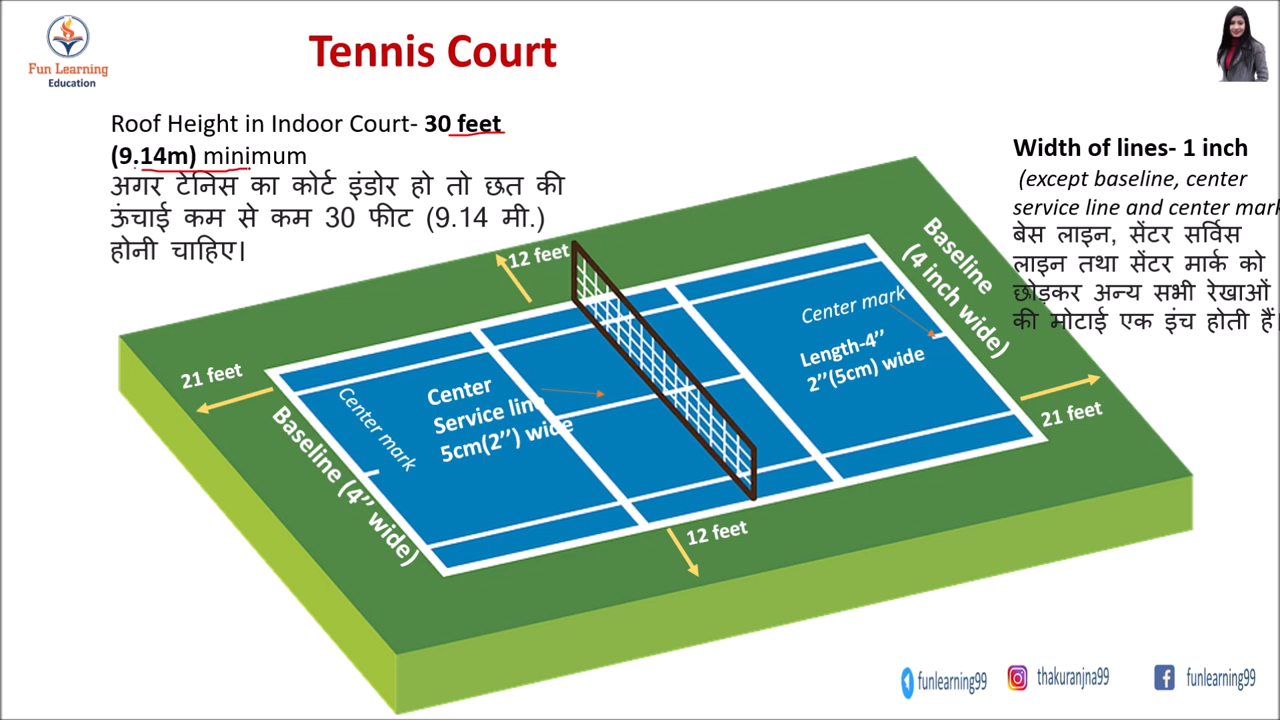 Fun Learning
Education
Tennis Court
Roof Height in Indoor Court- 30 feet
(9.14m) minimum
अगर टेनिस का कोर्ट इंडोर हो तो छत की
ऊंचाई कम से कम 30 फीट (9.14 मी.)
होनी चाहिए।
Width of lines- 1 inch
(except baseline, center
service line and center mark
बेस लाइन, सेंटर सर्विस
लाइन तथा सेंटर मार्क को
छोड़कर अन्य सभी रेखाओं
की मोटाई एक इंच होती हैं
12 feet
21 feet
Baseline
(4 inch wide)
Center mark
Length-4’’
2’’(5cm) wide
Center
Service line
5cm(2’’) wide
Center mark
Baseline (4’’ wide)
21 feet
12 feet
funlearning99
thakuranjna99
funlearning99